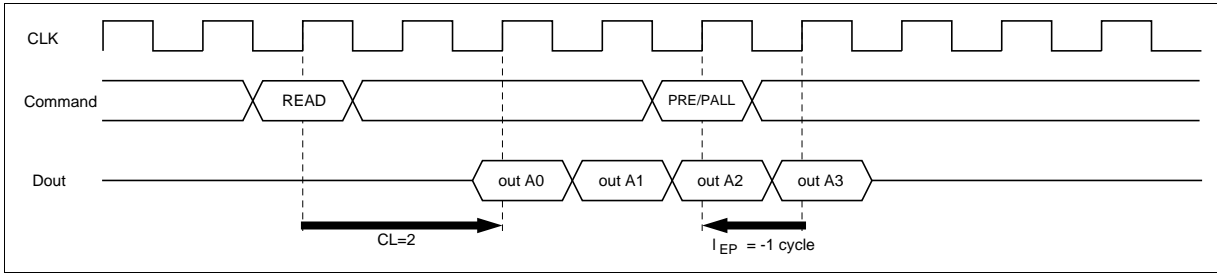 CLK
Command READ PRE/PALL
Dout out A0 out A1 out A2 out A3
CL=2 l EP = -1 cycle